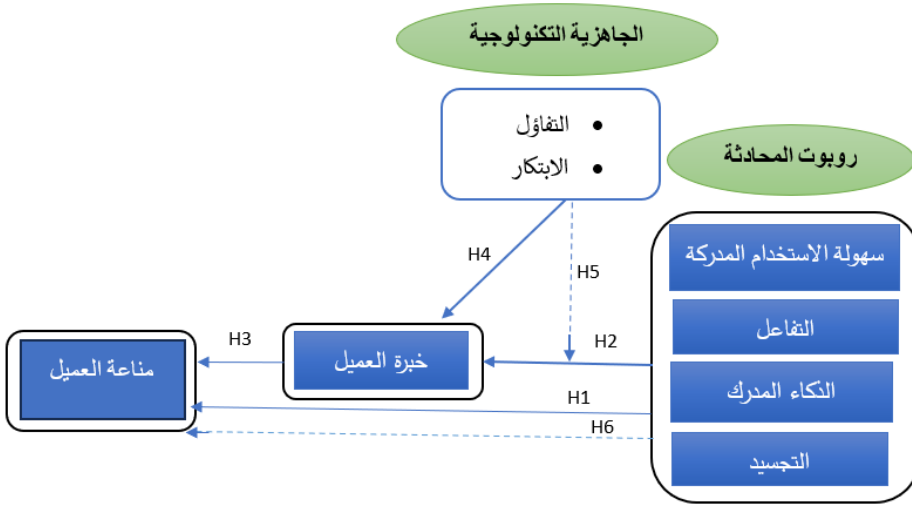 الجاهزية التكنولوجية
• التفاؤل
• الابتكار
روبوت المحادثة
سهولة الاستخدام المدركة
التفاعل
الذكاء المدرك
التجسيد
H4
H5
H2
خبرة العميل
H3
مناعة العميل
H1
H6